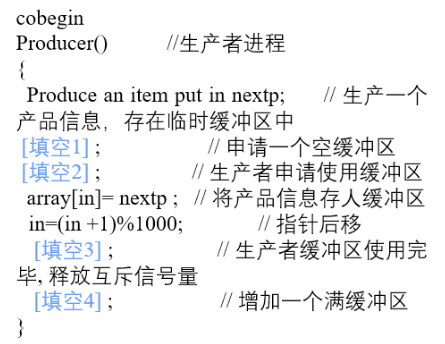 cobegin
Producer() //生产者进程
{
Produce an item put in nextp; // 生产一个
产品信息，存在临时缓冲区中
[填空1] ; // 申请一个空缓冲区
[填空2] ; // 生产者申请使用缓冲区
array[in]= nextp ; // 将产品信息存人缓冲区
in=(in +1)%1000; // 指针后移
[填空3] ; // 生产者缓冲区使用完
毕, 释放互斥信号量
[填空4] ; // 增加一个满缓冲区
}